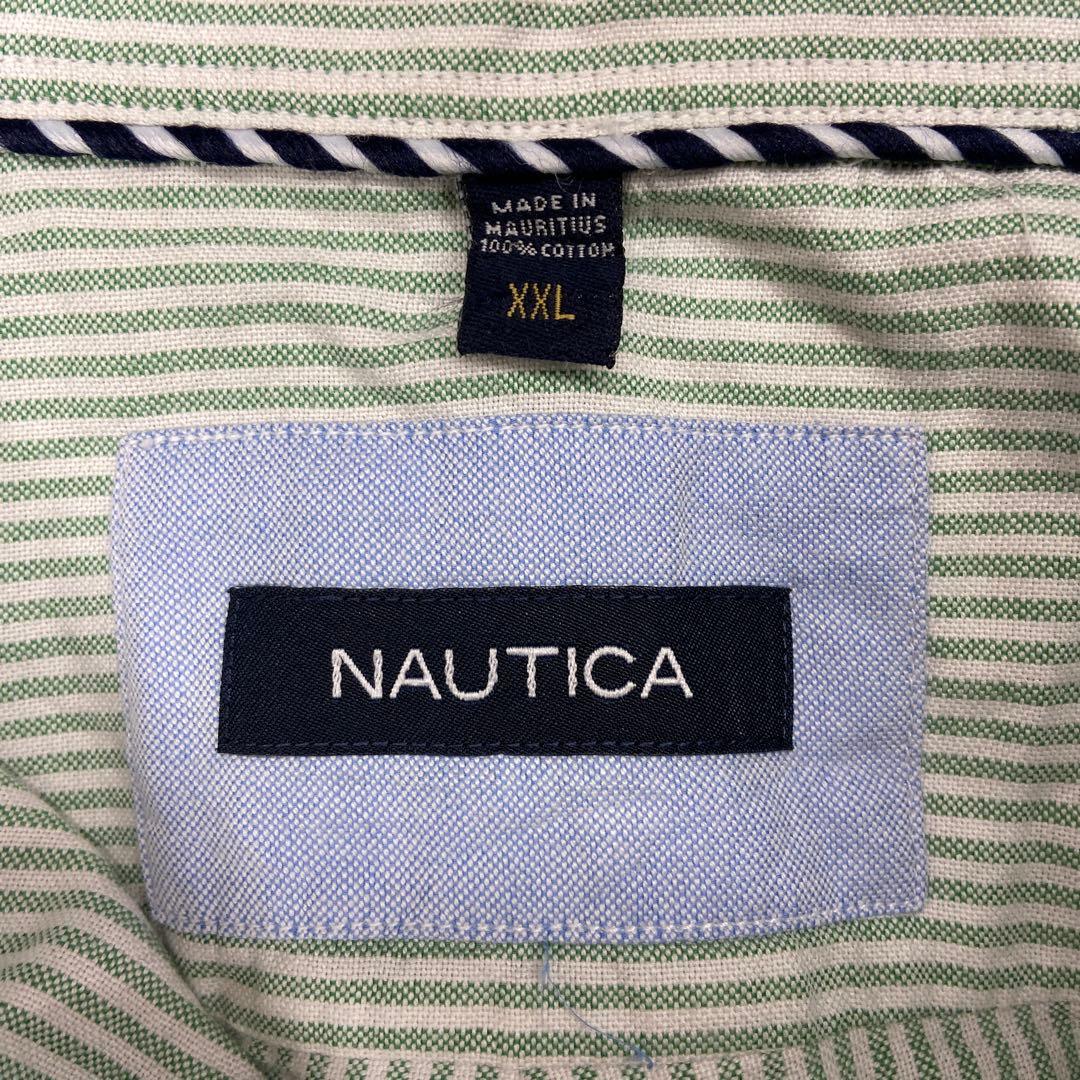 MADE IN
MAURITIUS
100% COTTON
XXL
NAUTICA